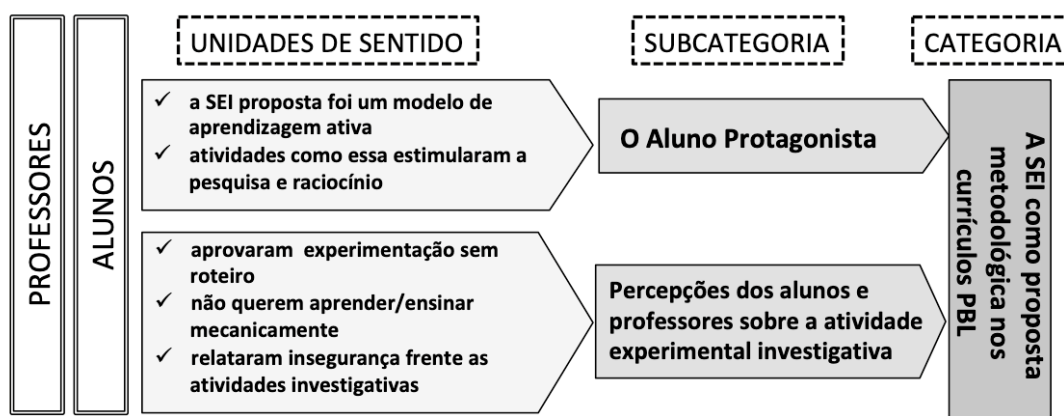 PROFESSORES
ALUNOS
UNIDADES DE SENTIDO
SUBCATEGORIA
CATEGORIA
✓ a SEI proposta foi um modelo de
aprendizagem ativa
✓ atividades como essa estimularam a
pesquisa e raciocínio
O Aluno Protagonista
✓ aprovaram experimentação sem
roteiro
✓ não querem aprender/ensinar
mecanicamente
✓ relataram insegurança frente as
atividades investigativas
Percepções dos alunos e
professores sobre a atividade
experimental investigativa
A SEI como proposta
metodológica nos
currículos PBL